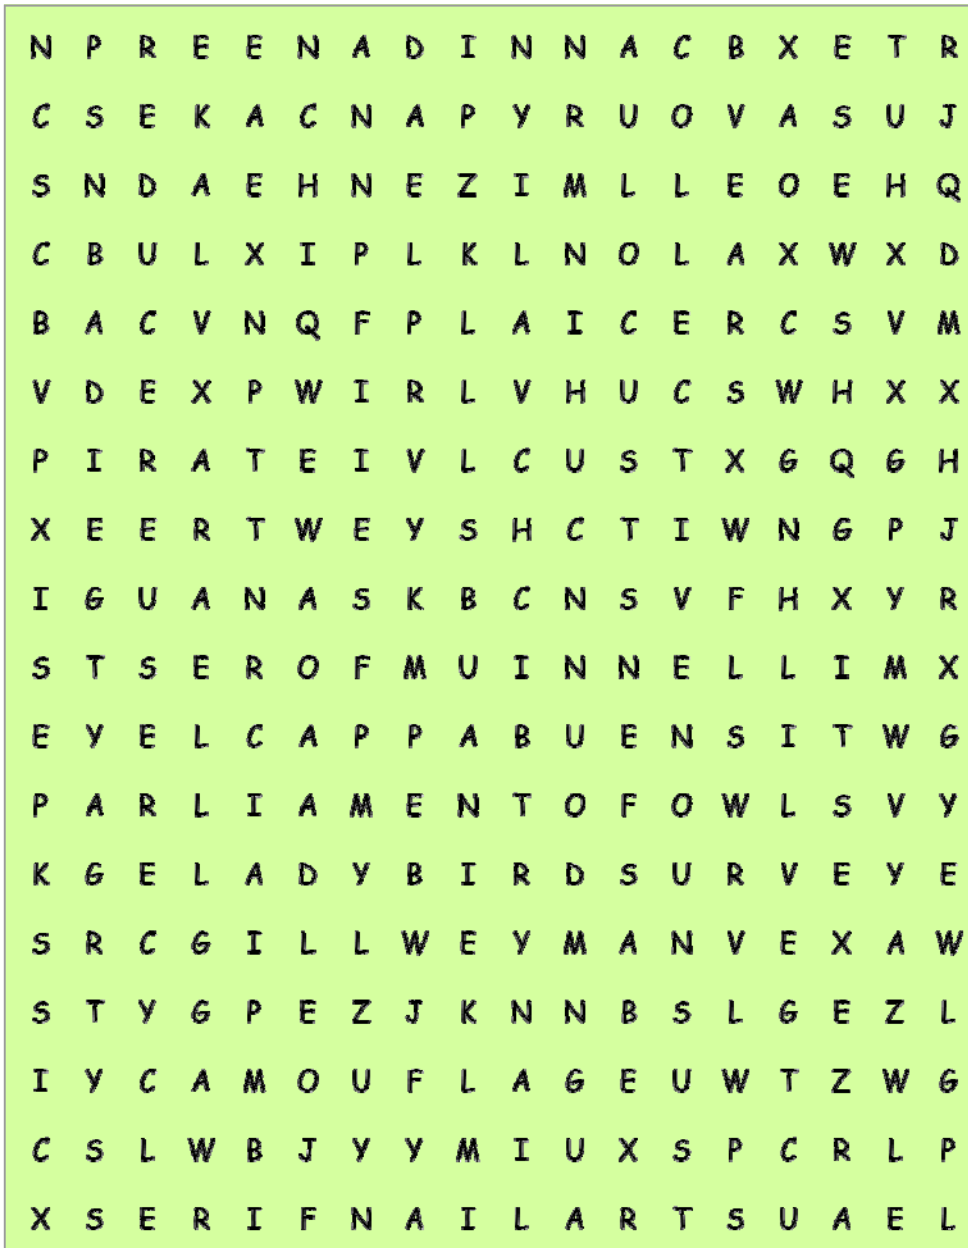 N P R E E N A D I N N A C B X E T R
C S E K A C N A P Y R U O V A S U J
S N D A E H N E Z I M L L E O E H Q
C B U L X I P L K L N O L A X W X D
B A C V N Q F P L A I C E R C S V M
V D E X P W I R L V H U C S W H X X
P I R A T E I V L C U S T X G Q G H
X E E R T W E Y S H C T I W N G P J
I G U A N A S K B C N S V F H X Y R
S T S E R O F M U I N N E L L I M X
E Y E L C A P P A B U E N S I T W G
P A R L I A M E N T O F O W L S V Y
K G E L A D Y B I R D S U R V E Y E
S R C G I L L W E Y M A N V E X A W
S T Y G P E Z J K N N B S L G E Z L
I Y C A M O U F L A G E U W T Z W G
C S L W B J Y Y M I U X S P C R L P
X S E R I F N A I L A R T S U A E L